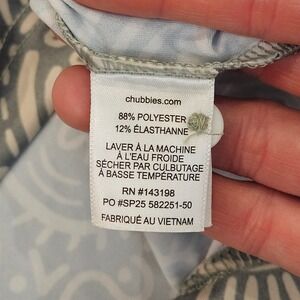 chubbies.com
88% POLYESTER
12% ÉLASTHANNE
LAVER À LA MACHINE
À L'EAU FROIDE
SÉCHER PAR CULBUTAGE
À BASSE TEMPÉRATURE
RN #143198
PO #SP25 582251-50
FABRIQUÉ AU VIETNAM